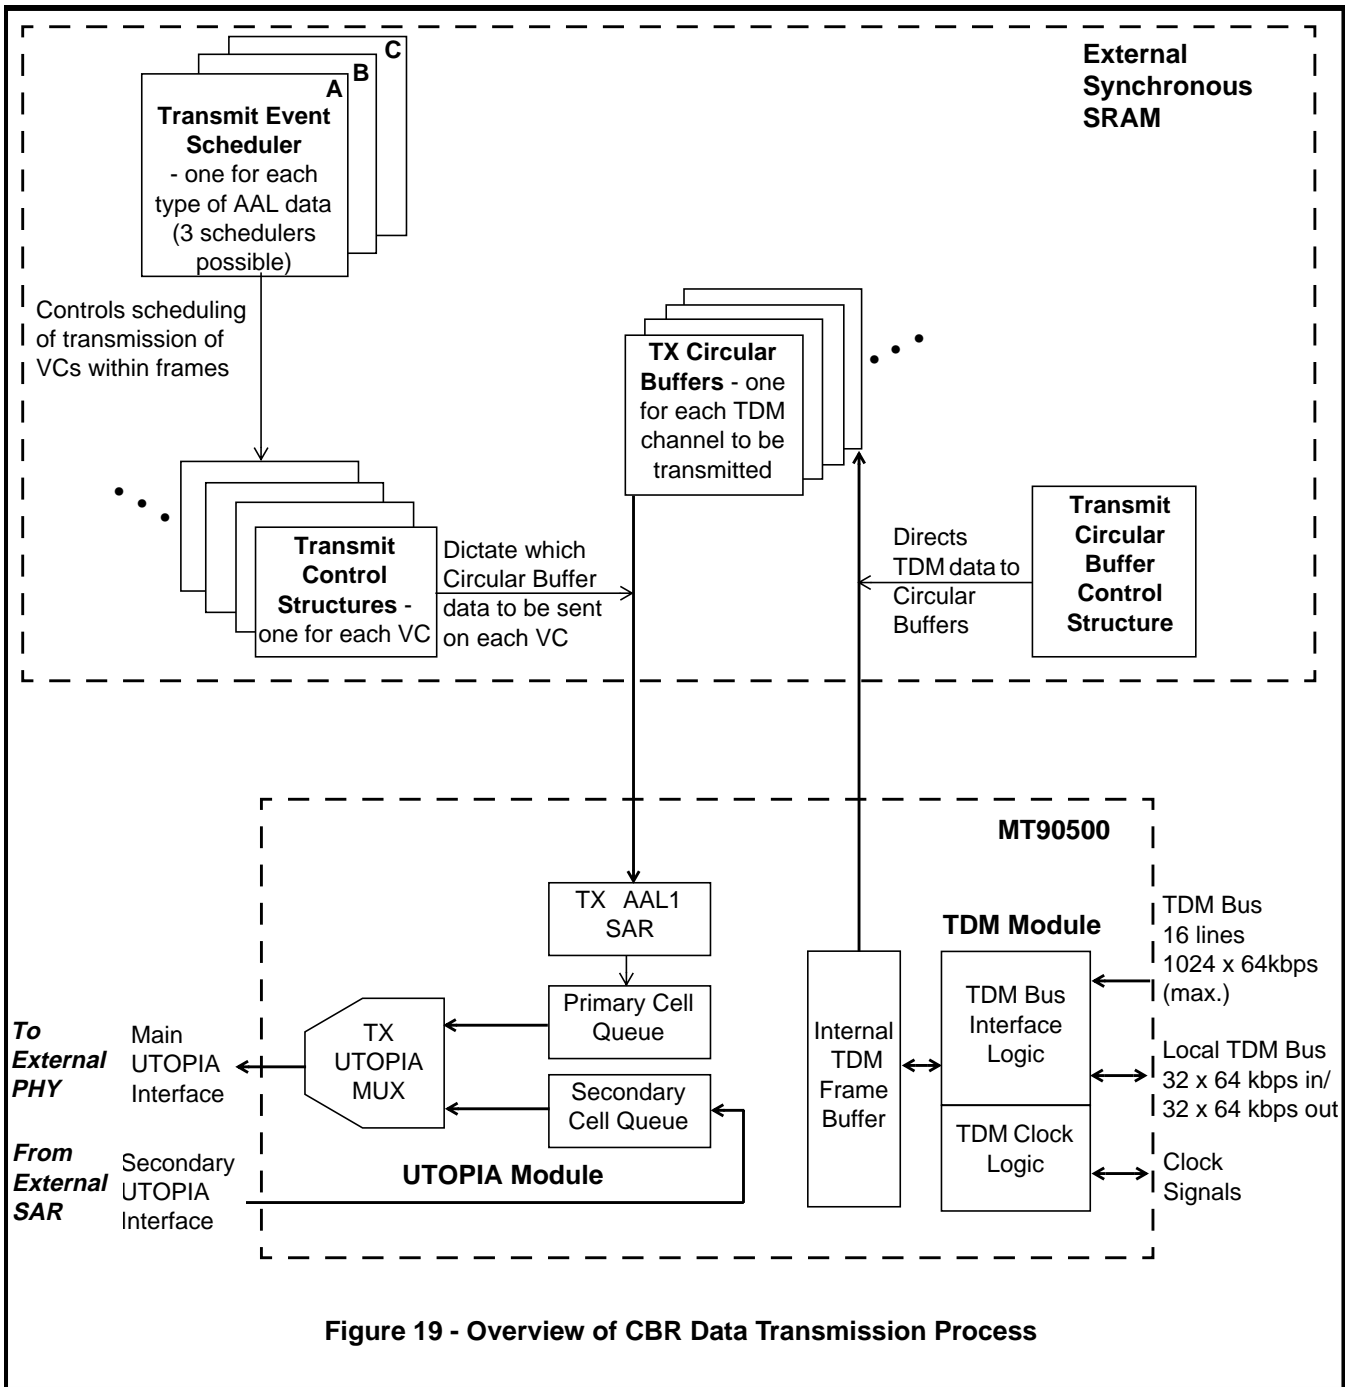 External
Synchronous
SRAM
C
B
A
Transmit Event
Scheduler
- one for each
type of AAL data
(3 schedulers
possible)
Controls scheduling
of transmission of
VCs within frames
TX Circular
Buffers - one
for each TDM
channel to be
transmitted
Transmit
Control
Structures -
one for each VC
Dictate which
Circular Buffer
data to be sent
on each VC
Directs
TDM data to
Circular
Buffers
Transmit
Circular
Buffer
Control
Structure
MT90500
TX AAL1
SAR
TDM Module
TDM Bus
16 lines
1024 x 64kbps
(max.)
Primary Cell
Queue
TX
UTOPIA
MUX
Internal
TDM
Frame
Buffer
TDM Bus
Interface
Logic
To
External
PHY
Main
UTOPIA
Interface
Local TDM Bus
32 x 64 kbps in/
32 x 64 kbps out
Secondary
Cell Queue
TDM Clock
Logic
From
External
SAR
Secondary
UTOPIA
Interface
UTOPIA Module
Clock
Signals
Figure 19 - Overview of CBR Data Transmission Process